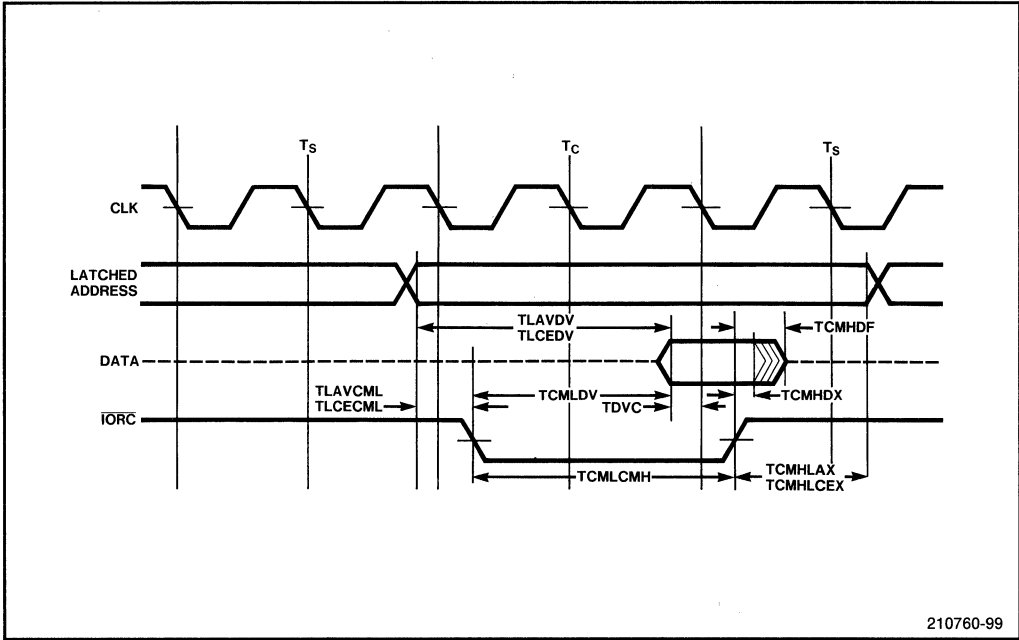 TS TC TS
CLK
LATCHED
ADDRESS
TLAVDV
TLCEDV
TCMHDF
DATA
TLAVCML
TLCECML
TCMLDV
TCMHDX
TDVC
IORC
TCMLCMH
TCMHLAX
TCMHLCEX
210760-99